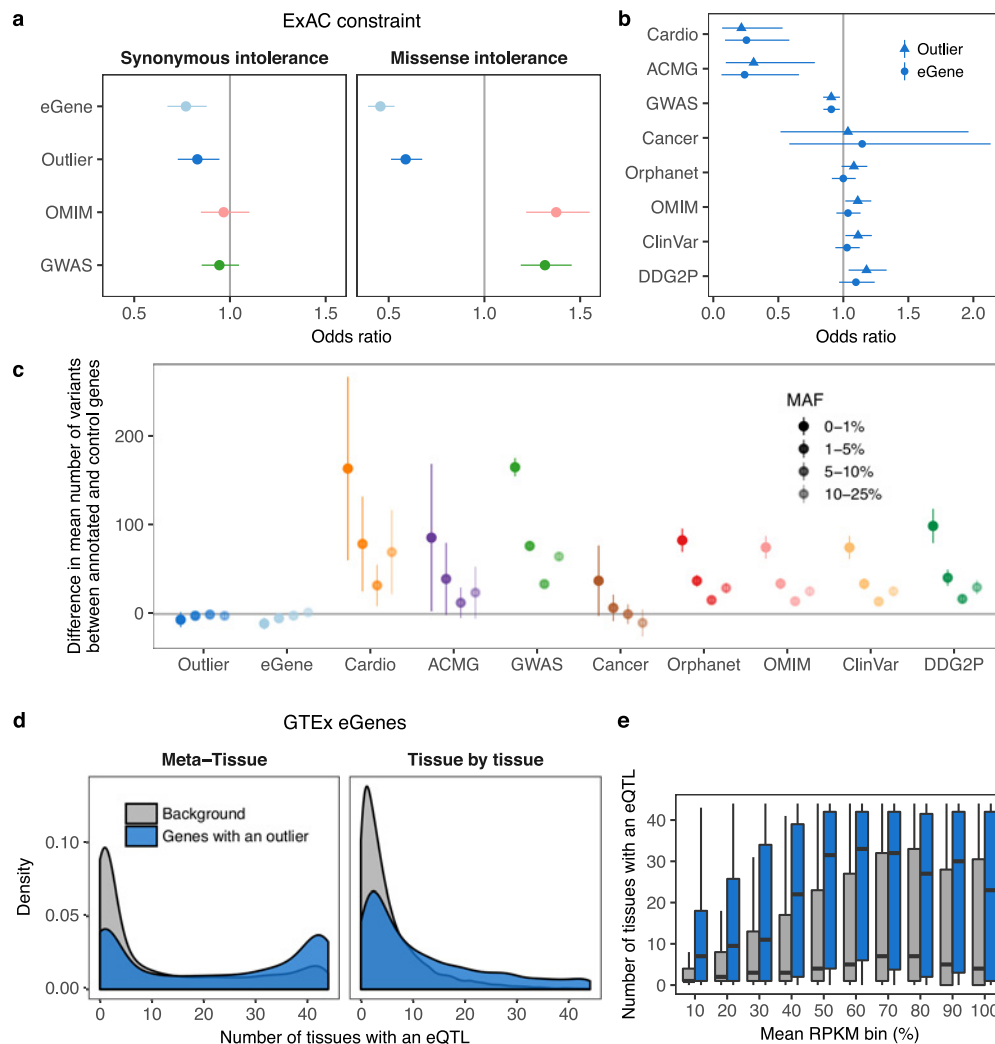 a
ExAC constraint
Synonymous intolerance
Missense intolerance
eGene
Outlier
OMIM
GWAS
0.5 1.0 1.5 0.5 1.0 1.5
Odds ratio Odds ratio
b
Cardio
ACMG
GWAS
Cancer
Orphanet
OMIM
ClinVar
DDG2P
Outlier
eGene
0.0 0.5 1.0 1.5 2.0
Odds ratio
c
Difference in mean number of variants
between annotated and control genes
200
100
0
MAF
0–1%
1–5%
5–10%
10–25%
Outlier eGene Cardio ACMG GWAS Cancer Orphanet OMIM ClinVar DDG2P
d
GTEx eGenes
Meta−Tissue
Tissue by tissue
Background
Genes with an outlier
Density
0.10
0.05
0.00
0 10 20 30 40 0 10 20 30 40
Number of tissues with an eQTL
e
Number of tissues with an eQTL
40
30
20
10
0
10 20 30 40 50 60 70 80 90 100
Mean RPKM bin (%)